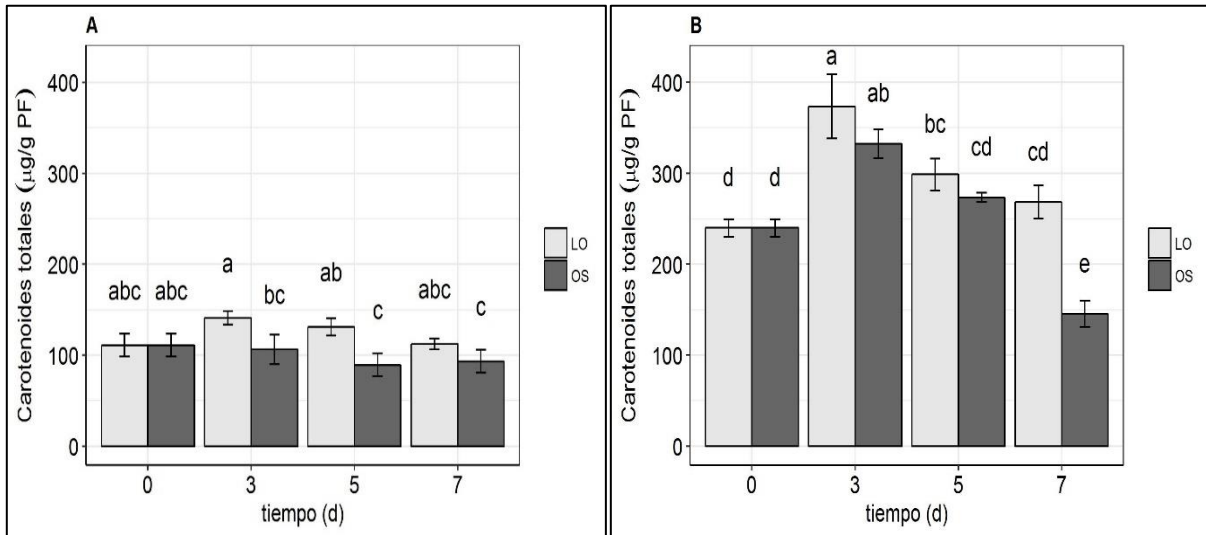 A
Carotenoides totales (µg/g PF)
400
300
200
100
0
abc
abc
a
bc
ab
c
abc
c
0
3
5
7
tiempo (d)
LO
OS
B
Carotenoides totales (µg/g PF)
400
300
200
100
0
d
d
a
ab
bc
cd
cd
e
0
3
5
7
tiempo (d)
LO
OS